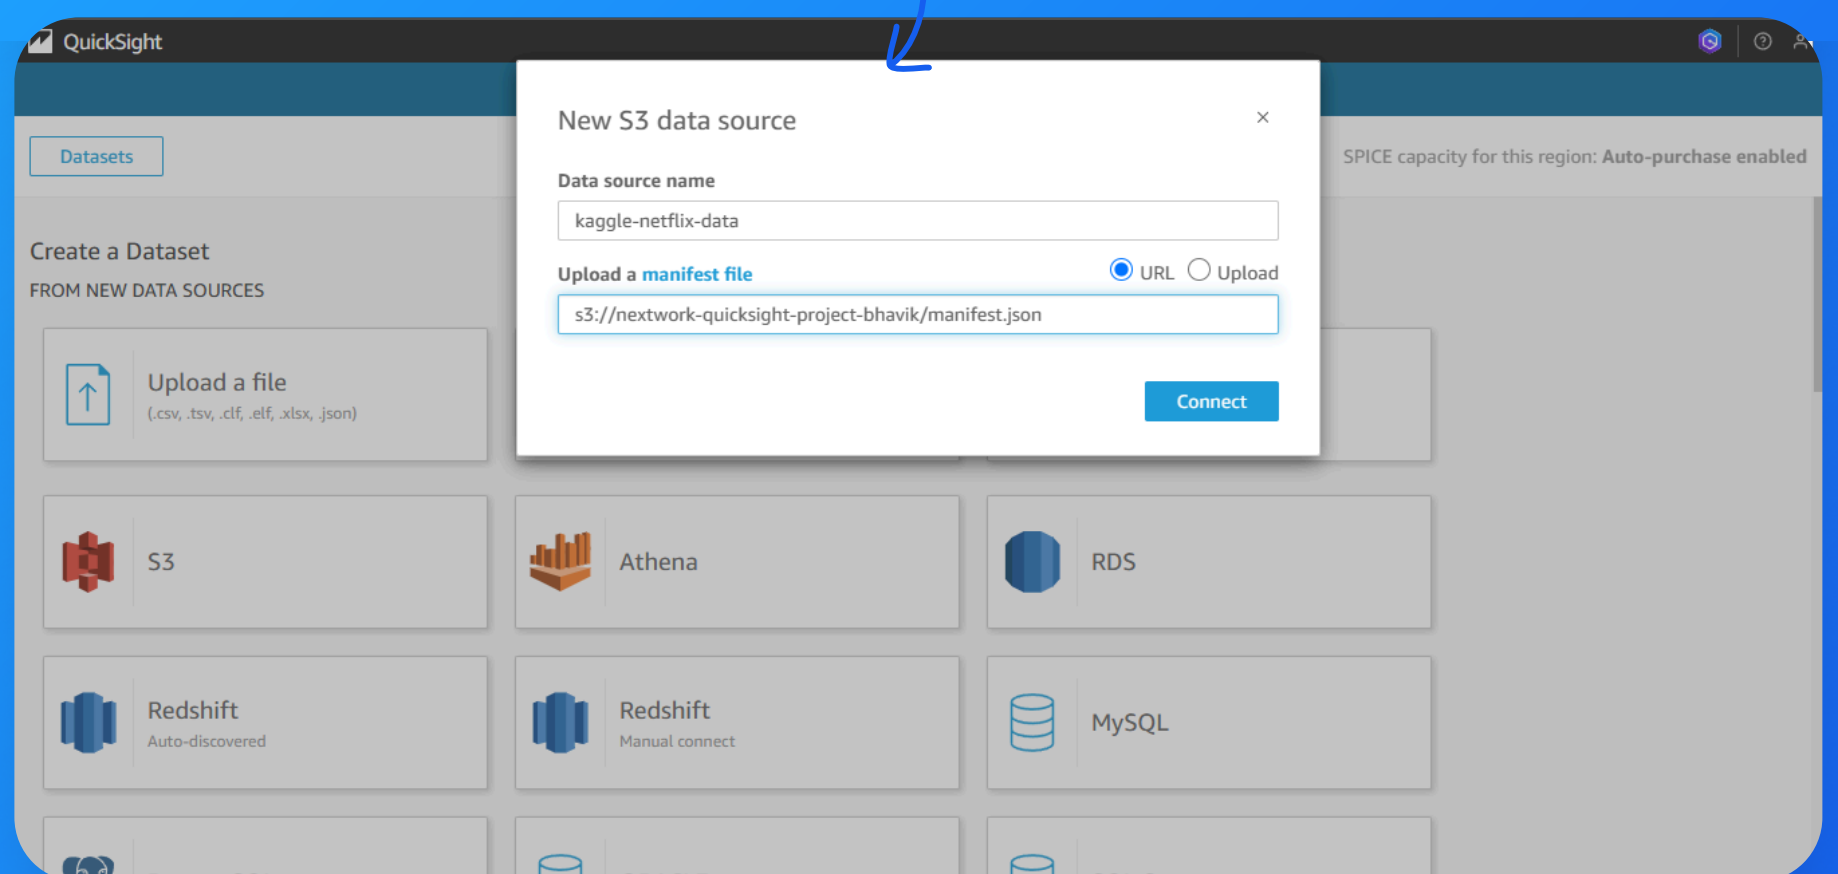 QuickSight
New S3 data source
Datasets
SPICE capacity for this region: Auto-purchase enabled
Data source name
kaggle-netflix-data
Upload a manifest file
URL
Upload
s3://nextwork-quicksight-project-bhavik/manifest.json
Connect
Create a Dataset
FROM NEW DATA SOURCES
Upload a file
(.csv, .tsv, .clf, .elf, .xlsx, .json)
S3
Athena
RDS
Redshift
Auto-discovered
Redshift
Manual connect
MySQL